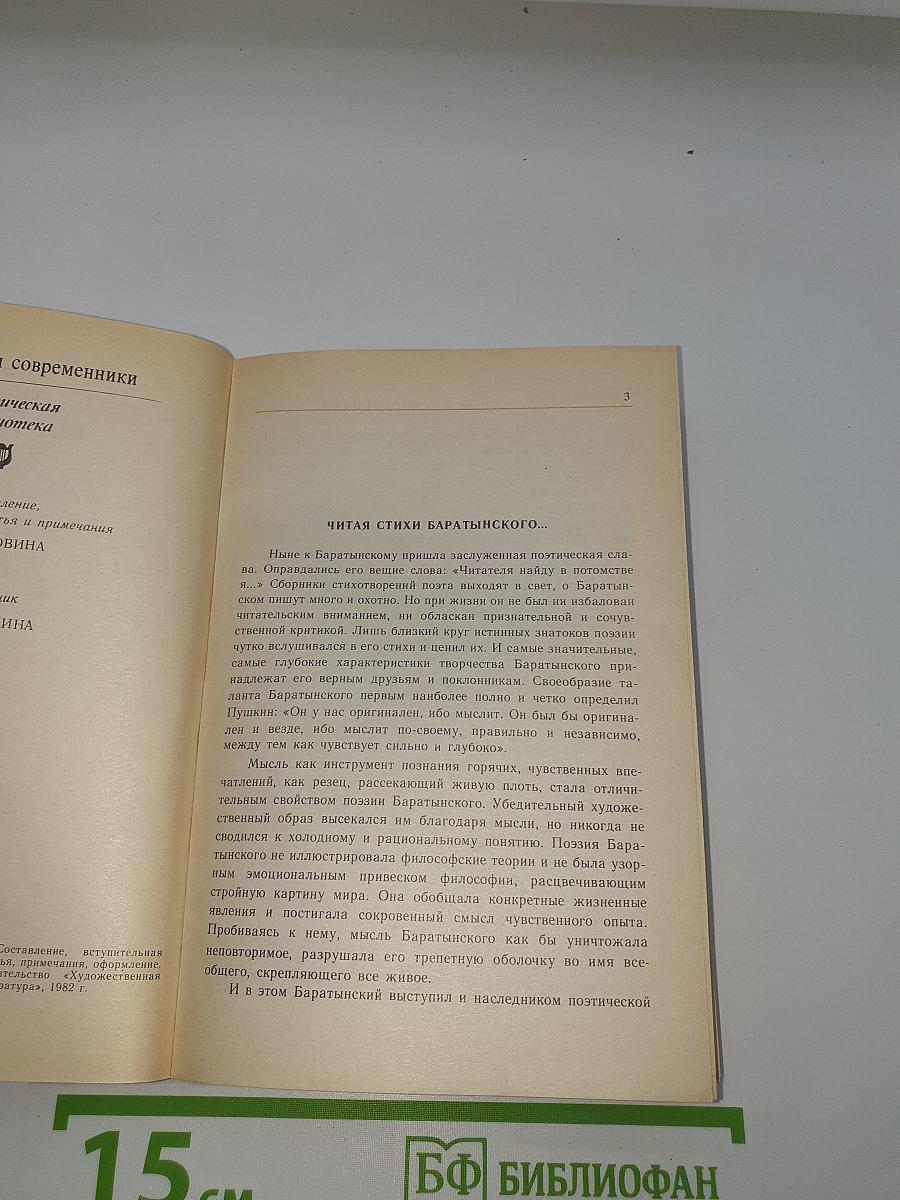 современники
3
ЧИТАЯ СТИХИ БАРАТЫНСКОГО...
Ныне к Баратынскому пришла заслуженная поэтическая сла-
ва. Оправдались его вещие слова: «Читателя найду в потомстве
я...» Сборники стихотворений поэта выходят в свет, о Баратын-
ском пишут много и охотно. Но при жизни он не был ни избалован
читательским вниманием, ни обласкан признательной и сочув-
ственной критикой. Лишь близкий круг истинных знатоков поэзии
чутко вслушивался в его стихи и ценил их. И самые значительные,
самые глубокие характеристики творчества Баратынского при-
надлежат его верным друзьям и поклонникам. Своеобразие та-
ланта Баратынского первым наиболее полно и четко определил
Пушкин: «Он у нас оригинален, ибо мыслит. Он был бы оригина-
лен и везде, ибо мыслит по-своему, правильно и независимо,
между тем как чувствует сильно и глубоко».
Мысль как инструмент познания горячих, чувственных впе-
чатлений, как резец, рассекающий живую плоть, стала отличи-
тельным свойством поэзии Баратынского. Убедительный художе-
ственный образ высекался им благодаря мысли, но никогда не
сводился к холодному и рациональному понятию. Поэзия Бара-
тынского не иллюстрировала философские теории и не была узор-
ным эмоциональным привеском философии, расцвечивающим
стройную картину мира. Она обобщала конкретные жизненные
явления и постигала сокровенный смысл чувственного опыта.
Пробиваясь к нему, мысль Баратынского как бы уничтожала
неповторимое, разрушала его трепетную оболочку во имя все-
общего, скрепляющего все живое.
И в этом Баратынский выступил и наследником поэтической
ическая
иотека
ление,
тья и примечания
ОВИНА
ник
ИНА
Составление, вступительная
тья, примечания, оформление.
ательство «Художественная
ратура», 1982 г.
15 см
БФ БИБЛИОФАН